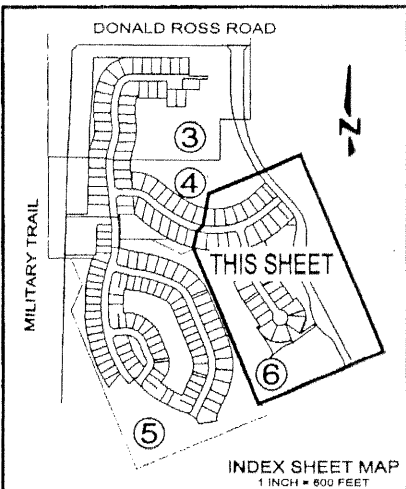 DONALD ROSS ROAD
N
3
4
MILITARY TRAIL
THIS SHEET
6
5
INDEX SHEET MAP
1 INCH = 600 FEET